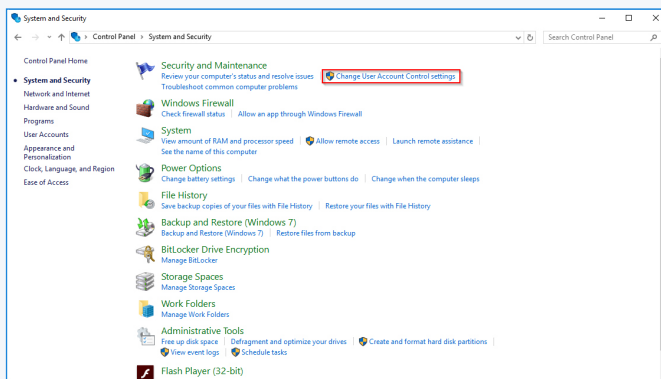 System and Security
Control Panel > System and Security
Search Control Panel
Control Panel Home
System and Security
Network and Internet
Hardware and Sound
Programs
User Accounts
Appearance and
Personalization
Clock, Language, and Region
Ease of Access
Security and Maintenance
Review your computer's status and resolve issues
Change User Account Control settings
Troubleshoot common computer problems
Windows Firewall
Check firewall status
Allow an app through Windows Firewall
System
View amount of RAM and processor speed
Allow remote access
Launch remote assistance
See the name of this computer
Power Options
Change battery settings
Change what the power buttons do
Change when the computer sleeps
File History
Save backup copies of your files with File History
Restore your files with File History
Backup and Restore (Windows 7)
Backup and Restore (Windows 7)
Restore files from backup
BitLocker Drive Encryption
Manage BitLocker
Storage Spaces
Manage Storage Spaces
Work Folders
Manage Work Folders
Administrative Tools
Free up disk space
Defragment and optimize your drives
Create and format hard disk partitions
View event logs
Schedule tasks
Flash Player (32-bit)